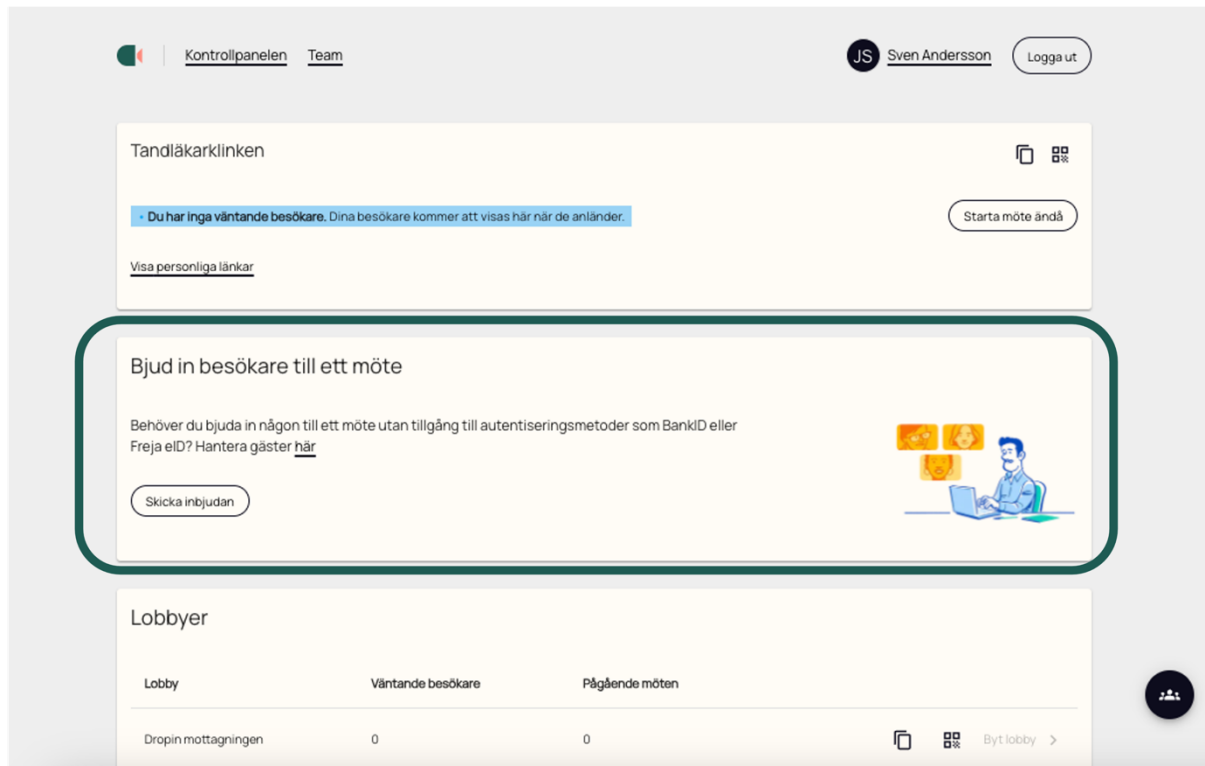 Kontrollpanelen Team JS Sven Andersson Logga ut
Tandläkarklinken
• Du har inga väntande besökare. Dina besökare kommer att visas här när de anländer. Starta möte ändå
Visa personliga länkar
Bjud in besökare till ett möte
Behöver du bjuda in någon till ett möte utan tillgång till autentiseringsmetoder som BankID eller
Freja eID? Hantera gäster här
Skicka inbjudan
Lobbyer
Lobby Väntande besökare Pågående möten
Dropin mottagningen 0 0 Byt lobby